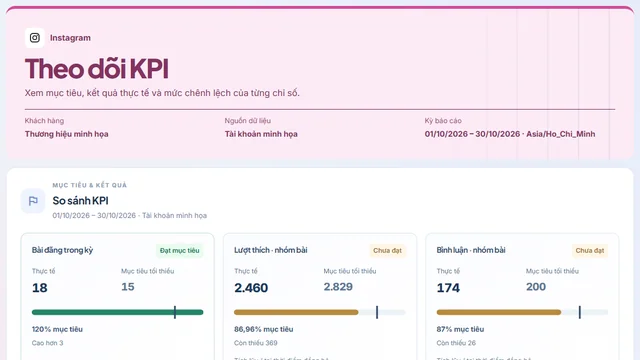 Instagram
Theo dõi KPI
Xem mục tiêu, kết quả thực tế và mức chênh lệch của từng chỉ số.
Khách hàng Nguồn dữ liệu Kỳ báo cáo
Thương hiệu minh họa Tài khoản minh họa 01/10/2026 – 30/10/2026 · Asia/Ho_Chi_Minh
MỤC TIÊU & KẾT QUẢ
So sánh KPI
01/10/2026 – 30/10/2026 · Tài khoản minh họa
Bài đăng trong kỳ Đạt mục tiêu
Thực tế Mục tiêu tối thiểu
18 15
120% mục tiêu
Cao hơn 3
Lượt thích · nhóm bài Chưa đạt
Thực tế Mục tiêu tối thiểu
2.460 2.829
86,96% mục tiêu
Còn thiếu 369
Bình luận · nhóm bài Chưa đạt
Thực tế Mục tiêu tối thiểu
174 200
87% mục tiêu
Còn thiếu 26